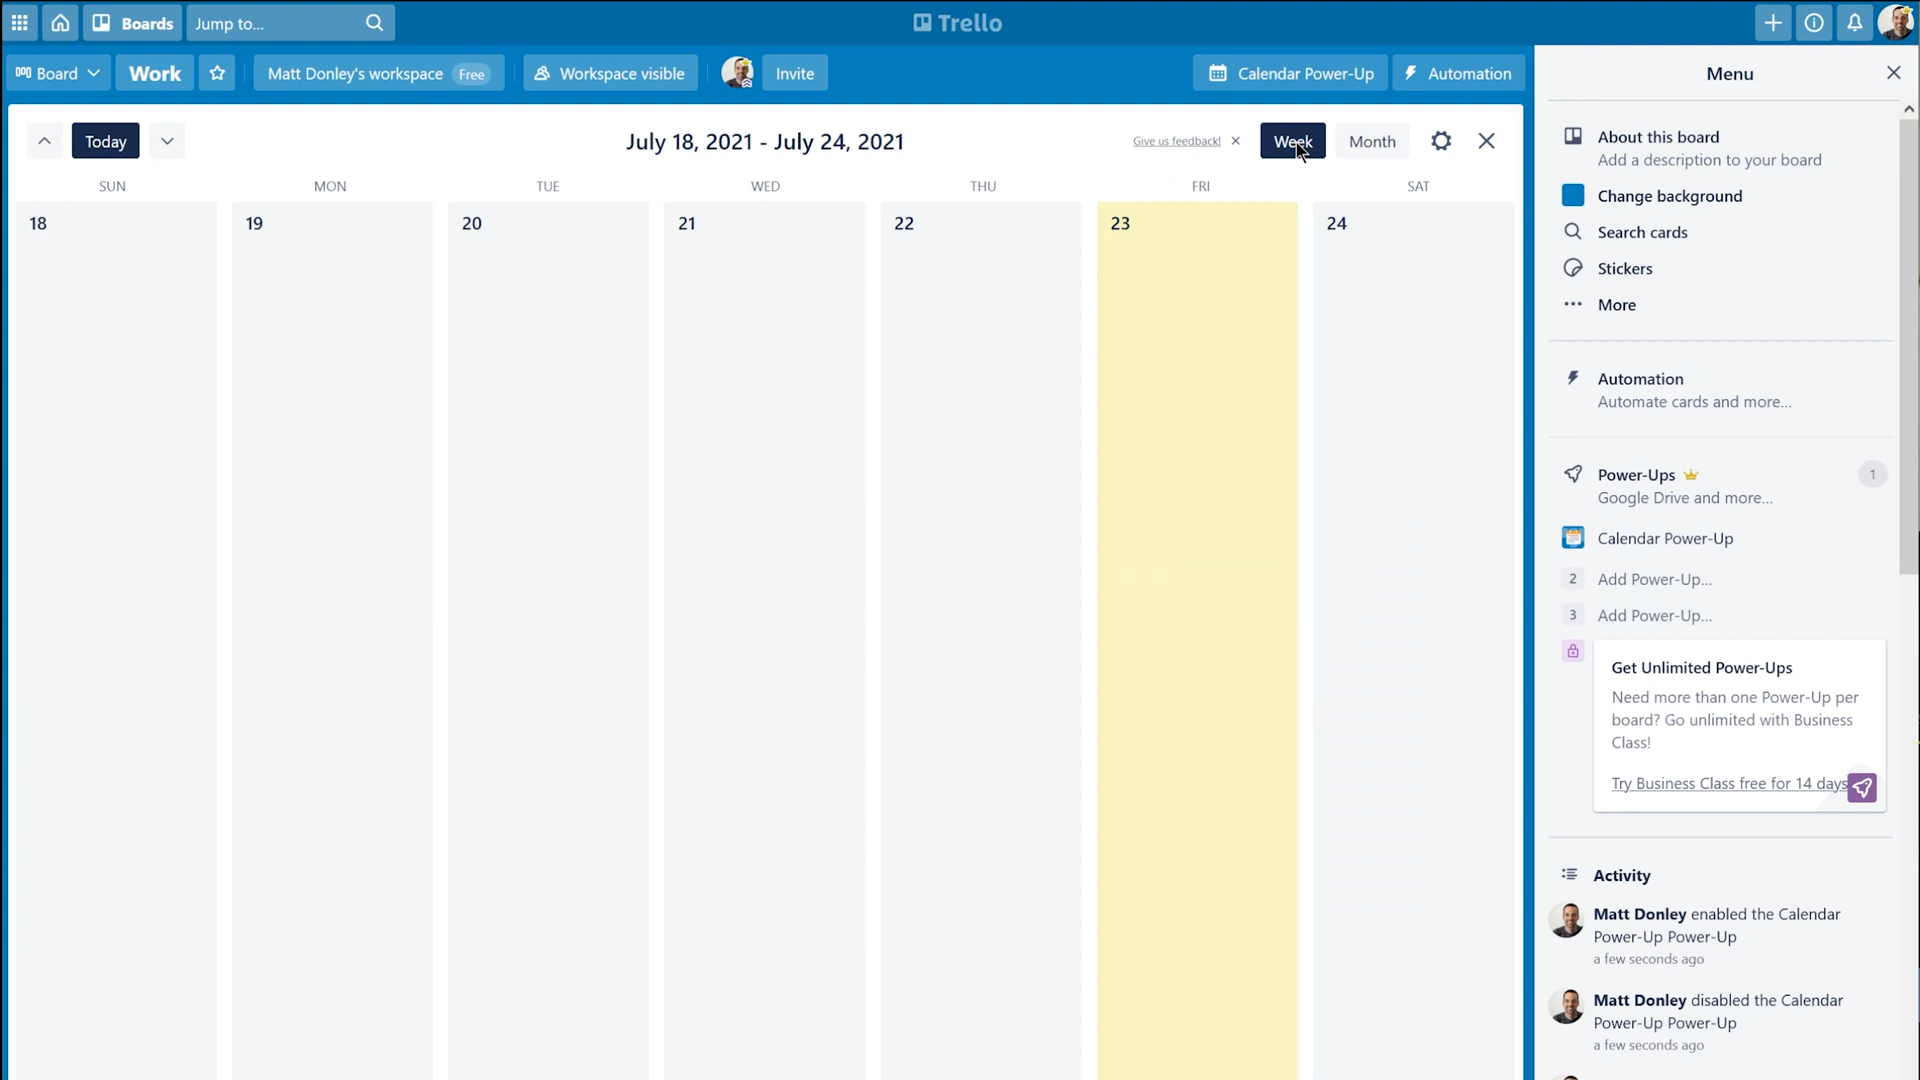 Boards
Jump to...
Trello
Board
Work
Matt Donley's workspace Free
Workspace visible
Invite
Calendar Power-Up
Automation
Menu
Today
July 18, 2021 - July 24, 2021
Give us feedback!
Week
Month
SUN MON TUE WED THU FRI SAT
18 19 20 21 22 23 24
About this board
Add a description to your board
Change background
Search cards
Stickers
More
Automation
Automate cards and more...
Power-Ups 1
Google Drive and more...
Calendar Power-Up
2 Add Power-Up...
3 Add Power-Up...
Get Unlimited Power-Ups
Need more than one Power-Up per
board? Go unlimited with Business
Class!
Try Business Class free for 14 days
Activity
Matt Donley enabled the Calendar
Power-Up Power-Up
a few seconds ago
Matt Donley disabled the Calendar
Power-Up Power-Up
a few seconds ago